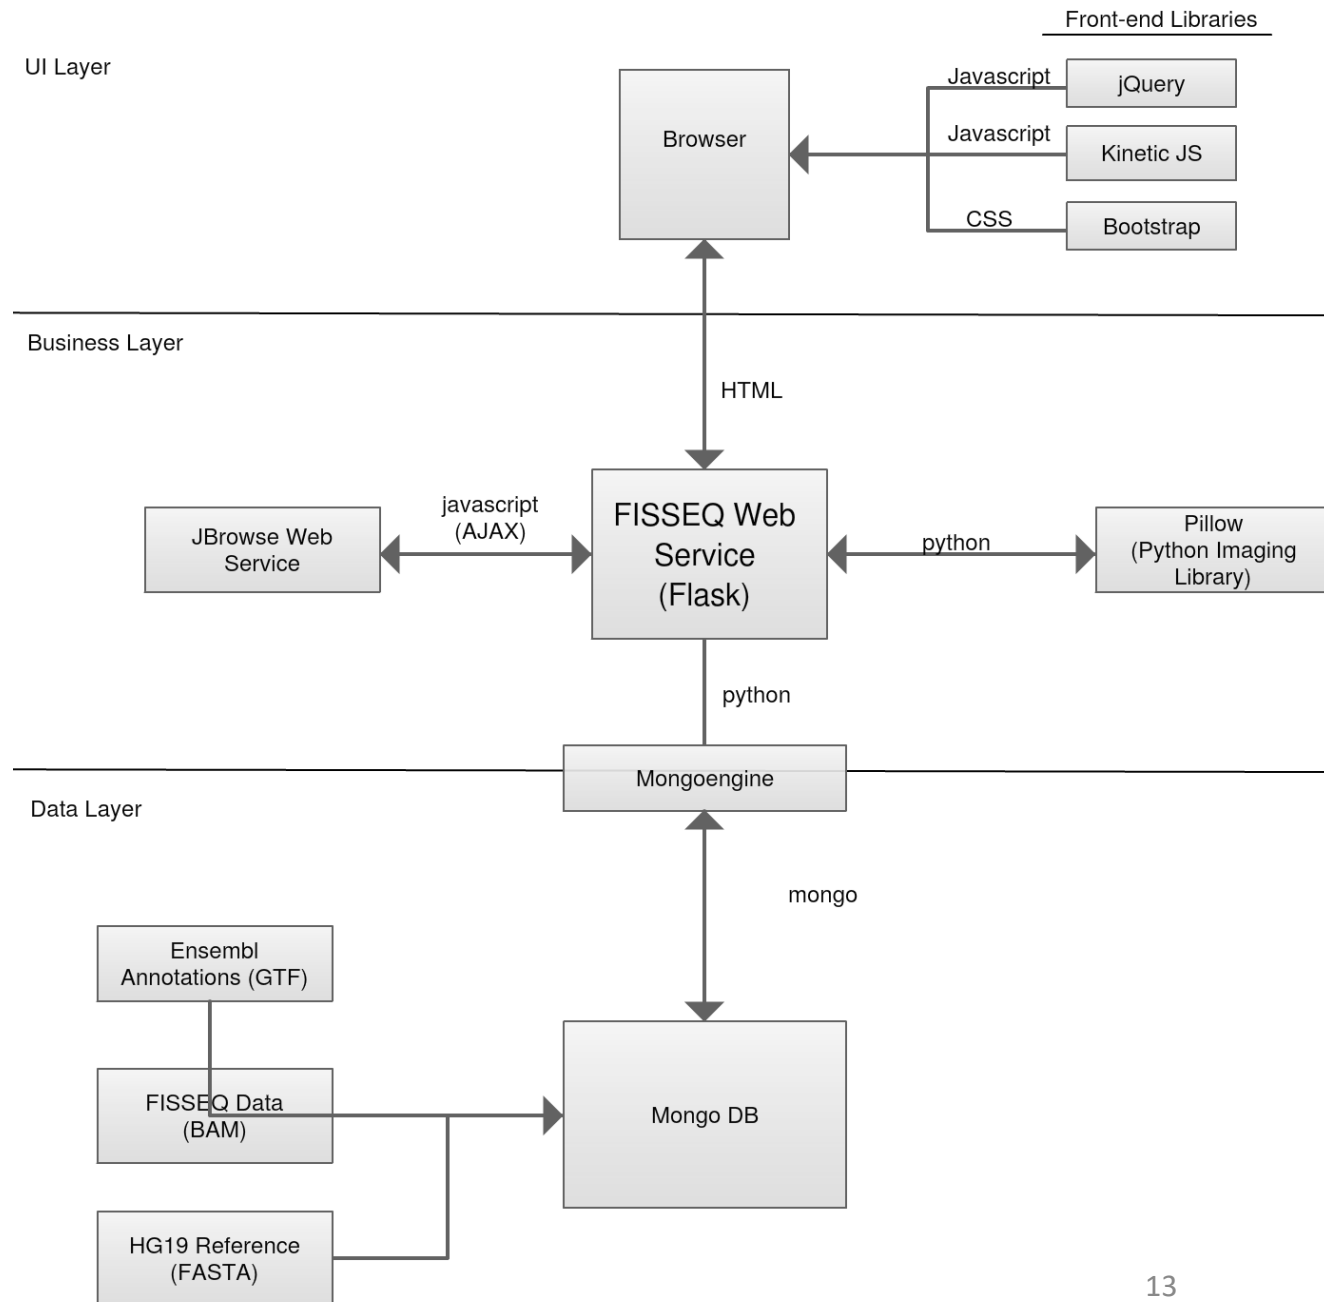 Front-end Libraries
UI Layer
Browser
Javascript
jQuery
Javascript
Kinetic JS
CSS
Bootstrap
Business Layer
HTML
JBrowse Web
Service
javascript
(AJAX)
FISSEQ Web
Service
(Flask)
python
Pillow
(Python Imaging
Library)
python
Mongoengine
Data Layer
mongo
Ensembl
Annotations (GTF)
FISSEQ Data
(BAM)
Mongo DB
HG19 Reference
(FASTA)
13